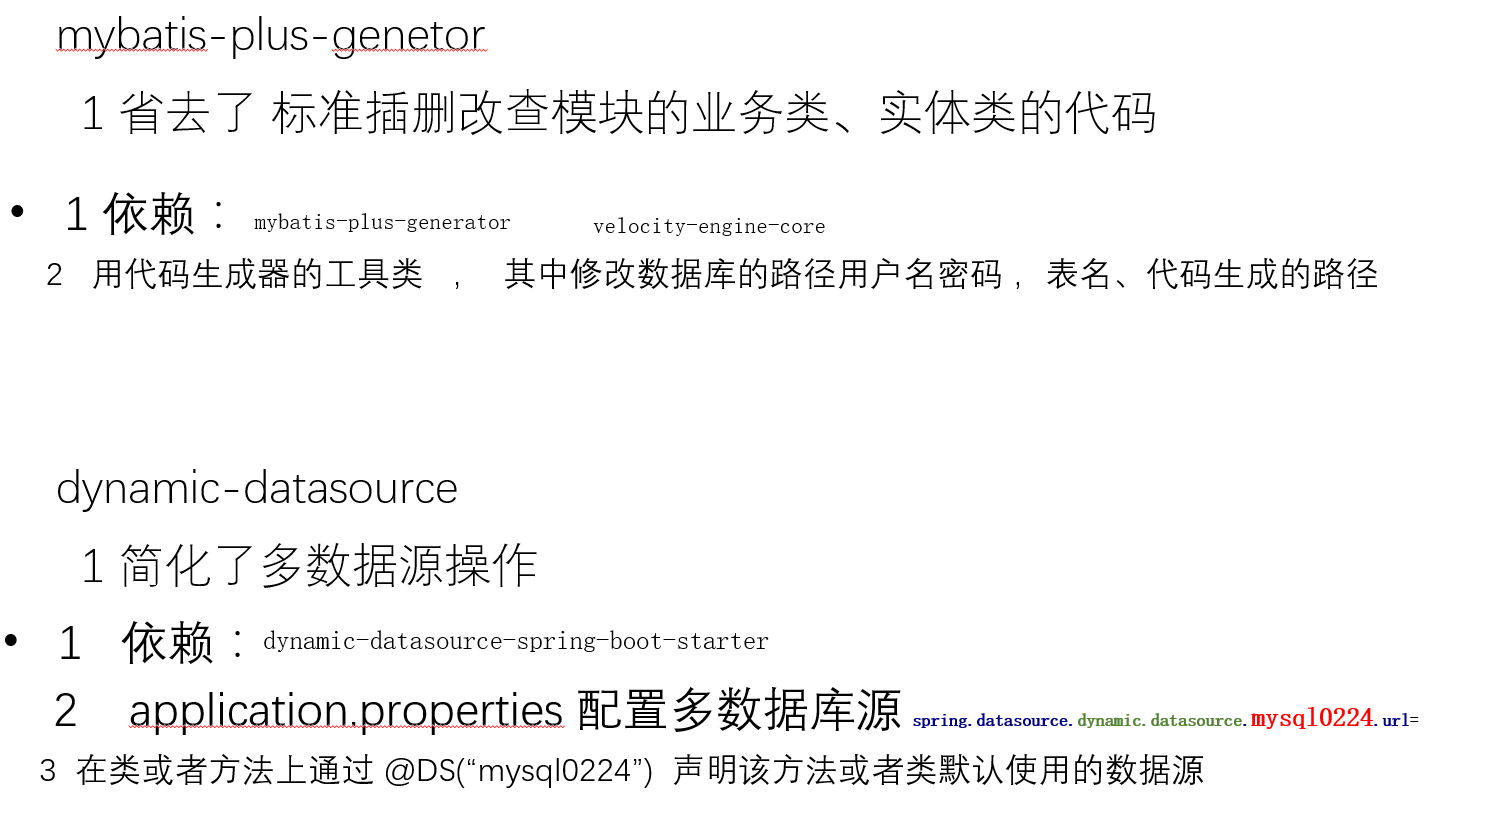 mybatis-plus-genetor
1 省去了 标准插删改查模块的业务类、实体类的代码
• 1 依赖： mybatis-plus-generator velocity-engine-core
2 用代码生成器的工具类 ， 其中修改数据库的路径用户名密码， 表名、代码生成的路径
dynamic-datasource
1 简化了多数据源操作
• 1 依赖： dynamic-datasource-spring-boot-starter
2 application.properties 配置多数据库源 spring.datasource.dynamic.datasource.mysql0224.url=
3 在类或者方法上通过 @DS(“mysql0224”) 声明该方法或者类默认使用的数据源